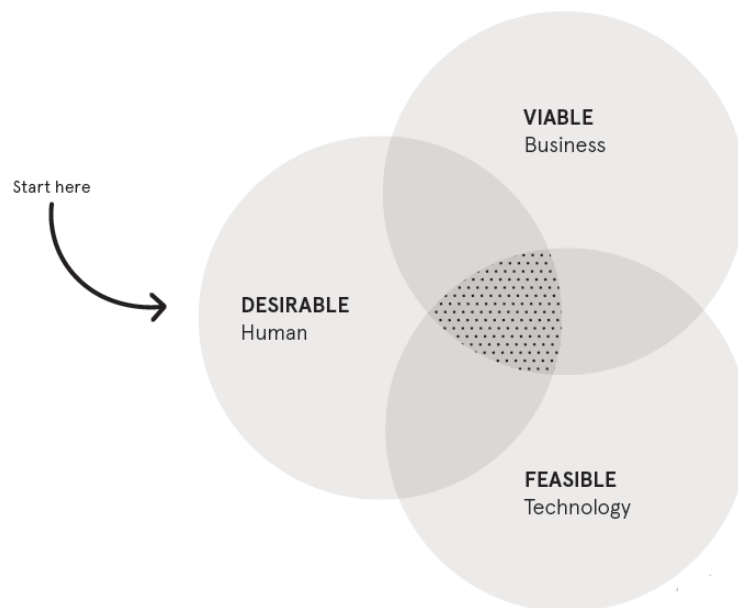 VIABLE
Business
Start here
DESIRABLE
Human
FEASIBLE
Technology